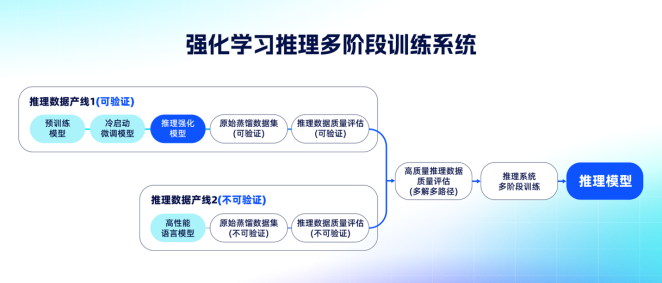 强化学习推理多阶段训练系统
推理数据产线1(可验证)
预训练
模型
冷启动
微调模型
推理强化
模型
原始蒸馏数据集
(可验证)
推理数据质量评估
(可验证)
推理数据产线2(不可验证)
高性能
语言模型
原始蒸馏数据集
(不可验证)
推理数据质量评估
(不可验证)
高质量推理数据
质量评估
(多解多路径)
推理系统
多阶段训练
推理模型